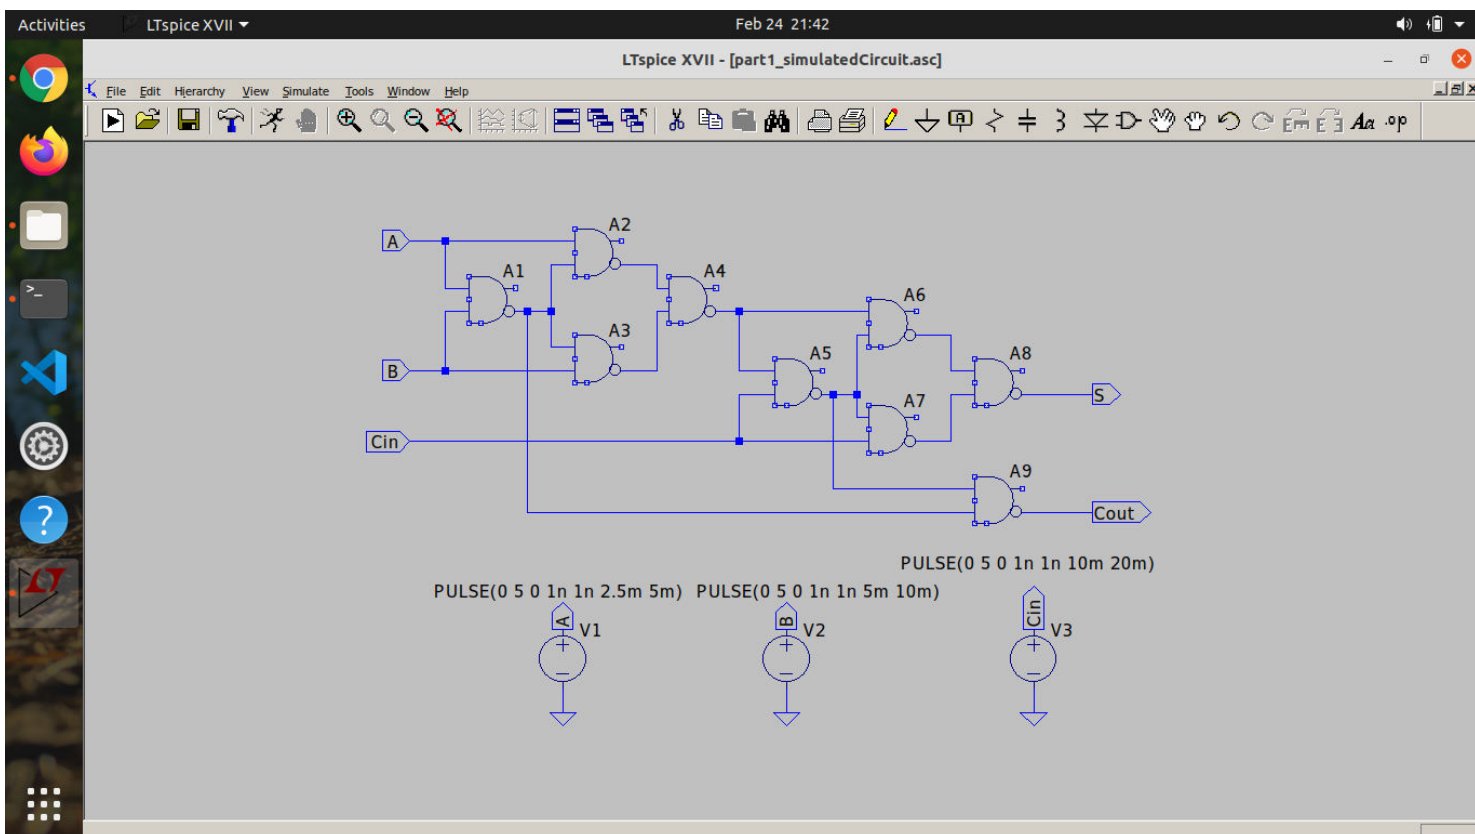 Activities LTspice XVII Feb 24 21:42
LTspice XVII - [part1_simulatedCircuit.asc]
File Edit Hierarchy View Simulate Tools Window Help
A Aa .op
E E
A2
A
A1
A4
A6
A3
A8
A5
B
S
A7
Cin
A9
Cout
PULSE(0 5 0 1n 1n 10m 20m)
PULSE(0 5 0 1n 1n 2.5m 5m) PULSE(0 5 0 1n 1n 5m 10m)
A V1
B V2
Cin V3
>_
?